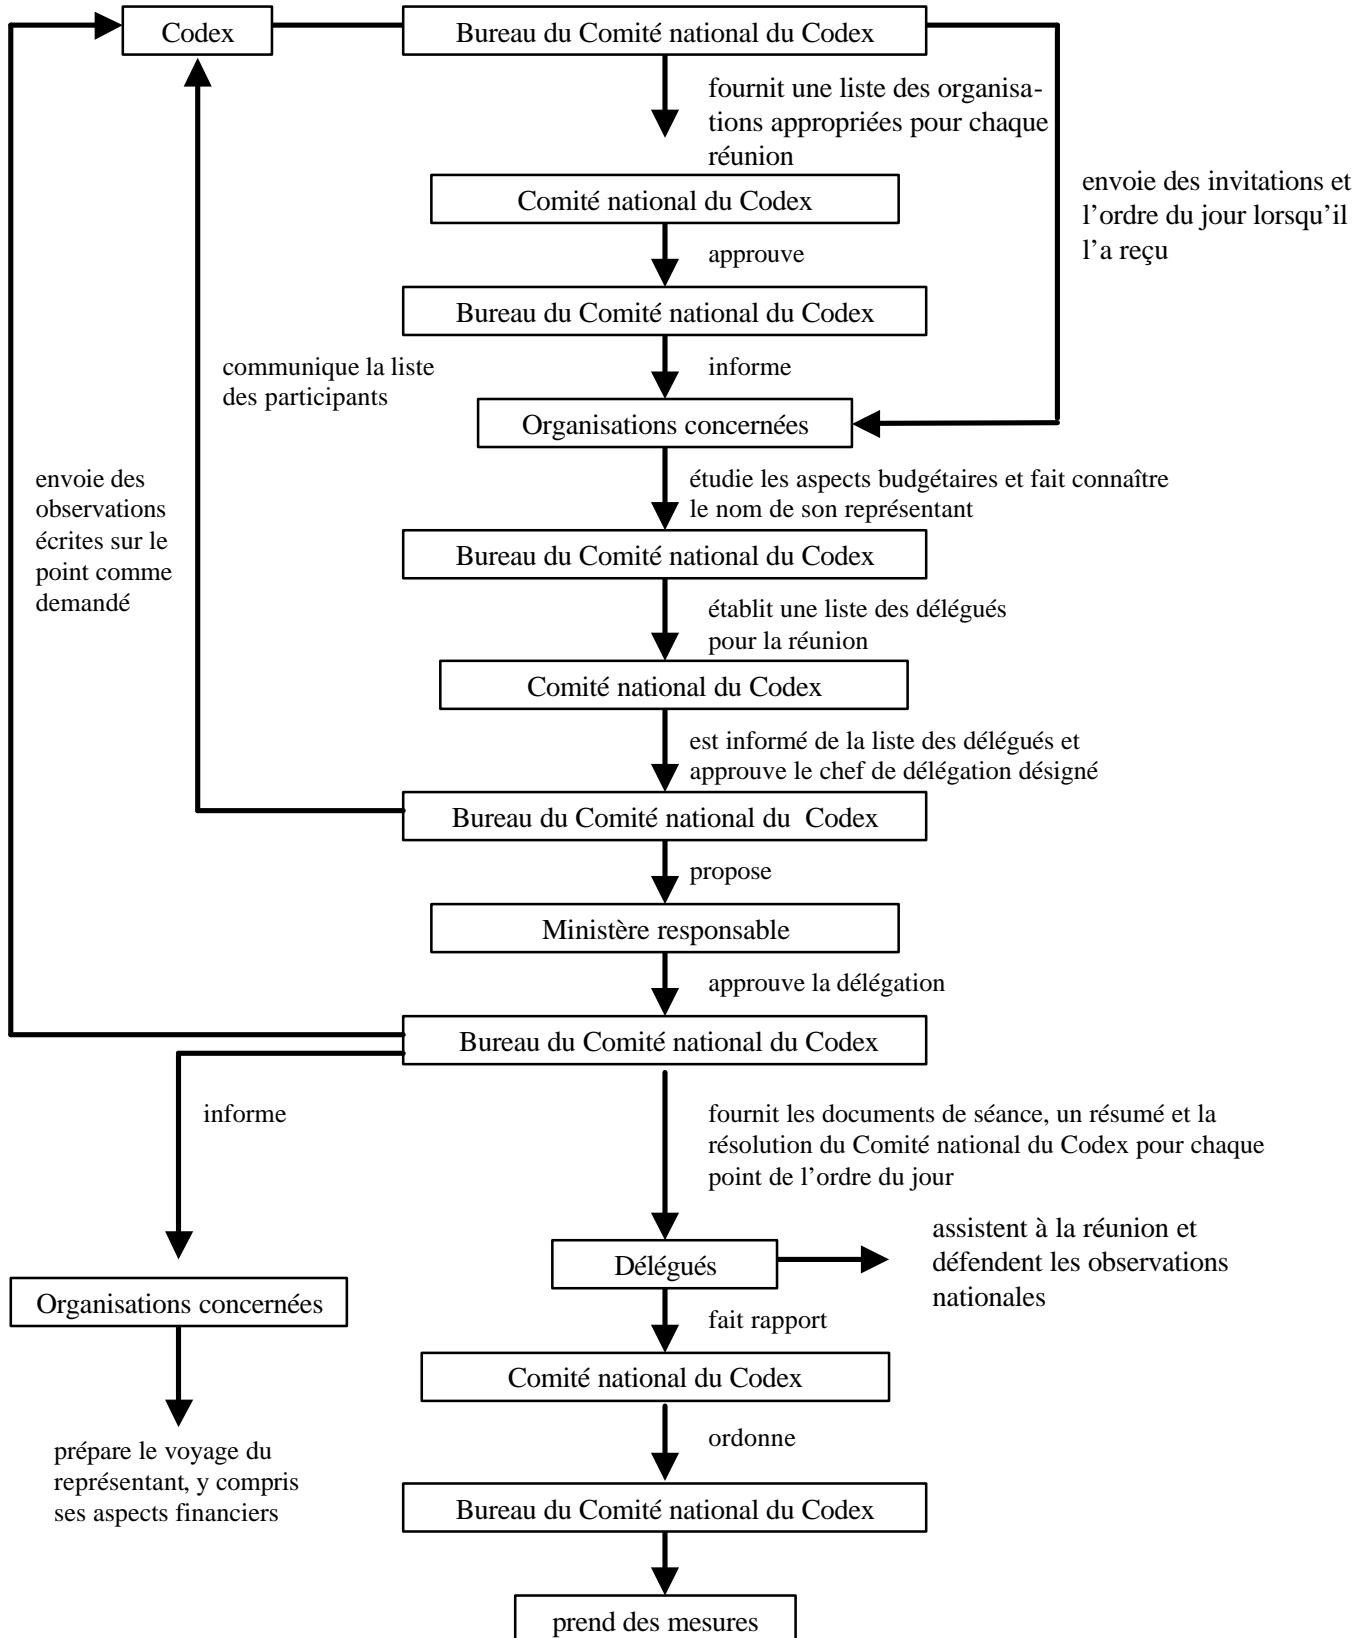 Codex
Bureau du Comité national du Codex
fournit une liste des organisa-
tions appropriées pour chaque
réunion
envoie des invitations et
l’ordre du jour lorsqu’il
l’a reçu
Comité national du Codex
approuve
Bureau du Comité national du Codex
informe
communique la liste
des participants
Organisations concernées
envoie des
observations
écrites sur le
point comme
demandé
étudie les aspects budgétaires et fait connaître
le nom de son représentant
Bureau du Comité national du Codex
établit une liste des délégués
pour la réunion
Comité national du Codex
est informé de la liste des délégués et
approuve le chef de délégation désigné
Bureau du Comité national du Codex
propose
Ministère responsable
approuve la délégation
Bureau du Comité national du Codex
informe
fournit les documents de séance, un résumé et la
résolution du Comité national du Codex pour chaque
point de l’ordre du jour
Délégués
assistent à la réunion et
défendent les observations
nationales
Organisations concernées
fait rapport
Comité national du Codex
ordonne
prépare le voyage du
représentant, y compris
ses aspects financiers
Bureau du Comité national du Codex
prend des mesures